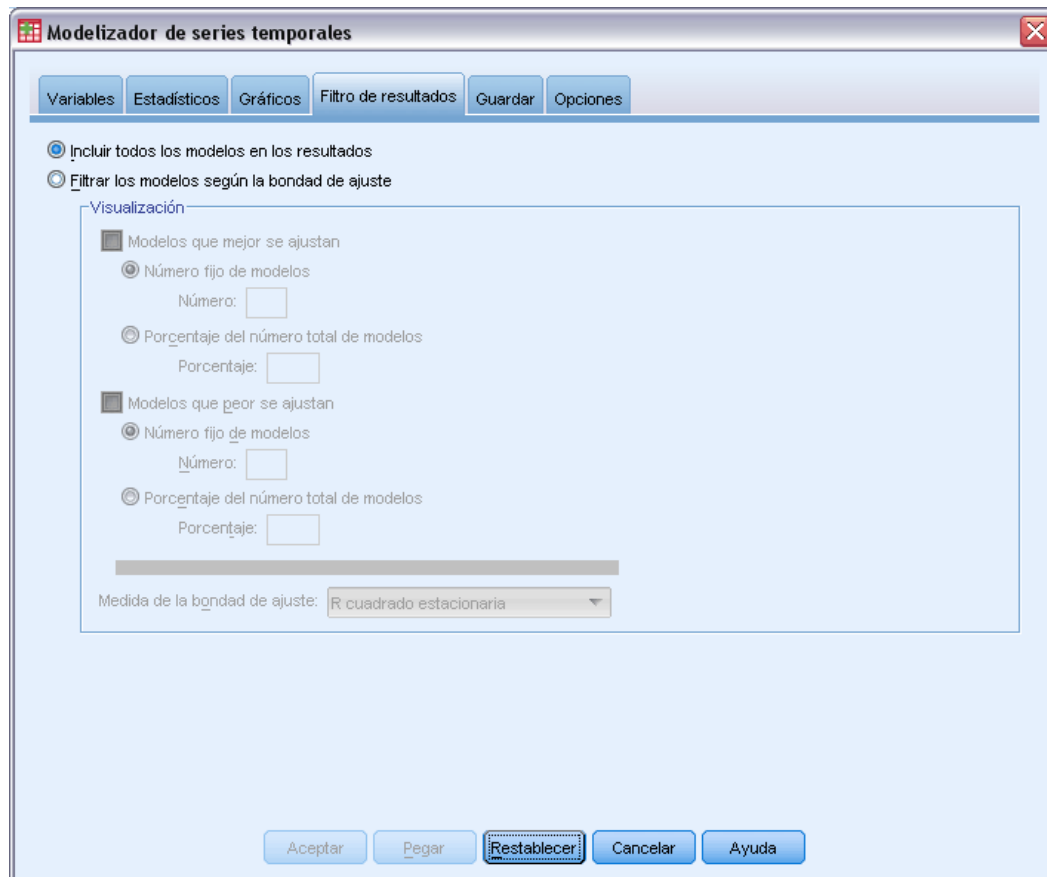 Modelizador de series temporales
Variables Estadísticos Gráficos Filtro de resultados Guardar Opciones
Incluir todos los modelos en los resultados
Filtrar los modelos según la bondad de ajuste
Visualización
Modelos que mejor se ajustan
Número fijo de modelos
Número:
Porcentaje del número total de modelos
Porcentaje:
Modelos que peor se ajustan
Número fijo de modelos
Número:
Porcentaje del número total de modelos
Porcentaje:
Medida de la bondad de ajuste: R cuadrado estacionaria
Aceptar Pegar Restablecer Cancelar Ayuda